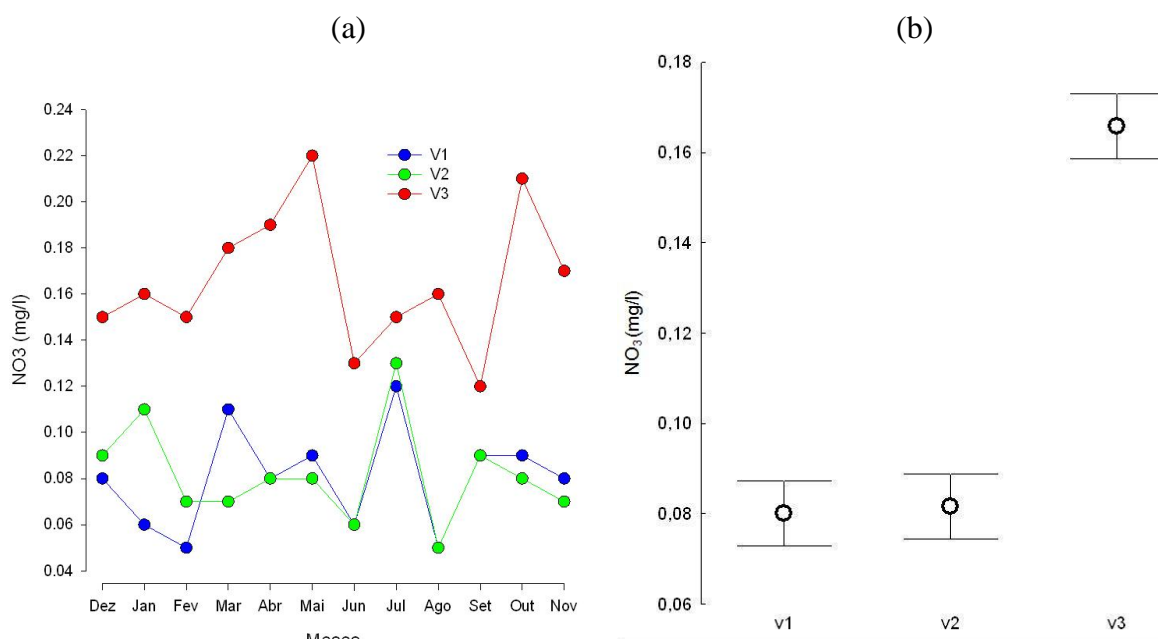 (a)
(b)
NO3 (mg/l)
0.24
0.22
0.20
0.18
0.16
0.14
0.12
0.10
0.08
0.06
0.04
V1
V2
V3
Dez Jan Fev Mar Abr Mai Jun Jul Ago Set Out Nov
NO3 (mg/l)
0,18
0,16
0,14
0,12
0,10
0,08
0,06
v1 v2 v3